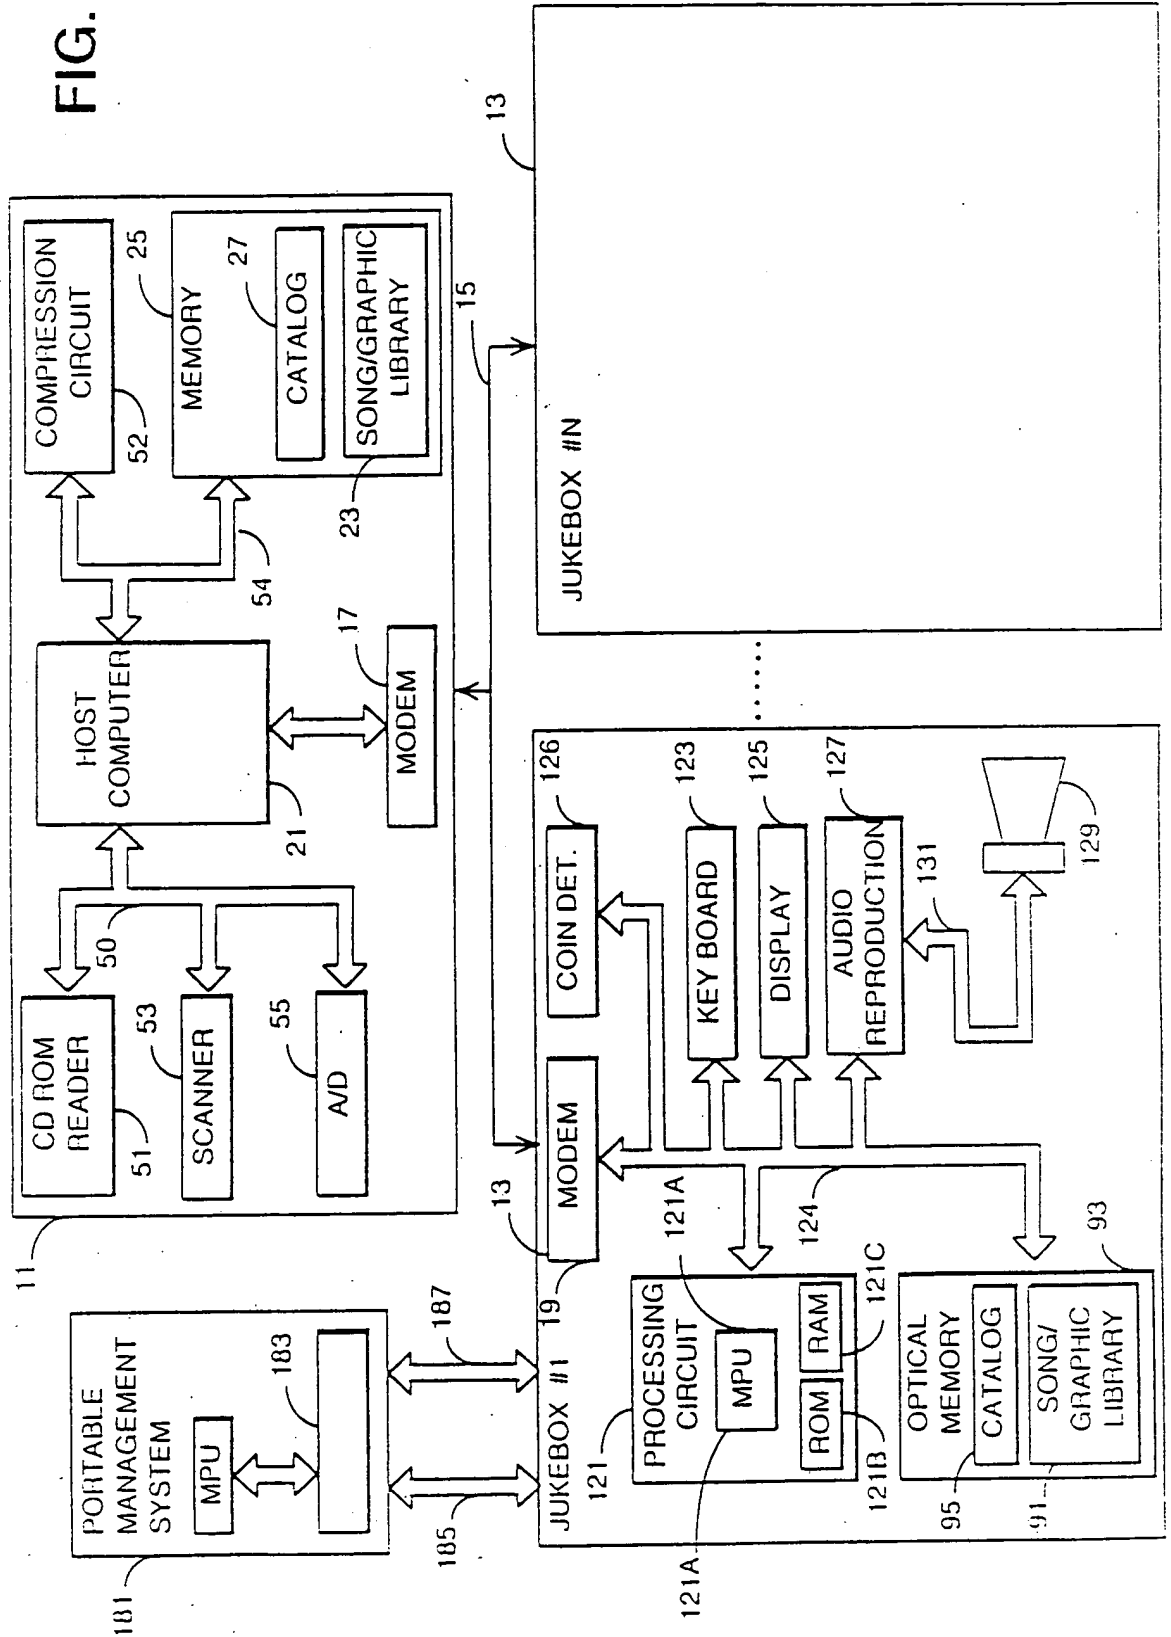 FIG.
11
CD ROM
READER
51
SCANNER
53
A/D
55
50
HOST
COMPUTER
21
MODEM
17
54
COMPRESSION
CIRCUIT
52
MEMORY
25
CATALOG
27
SONG/GRAPHIC
LIBRARY
23
15
181
PORTABLE
MANAGEMENT
SYSTEM
MPU
183
185
187
JUKEBOX #1
19
13
MODEM
COIN DET.
126
KEY BOARD
123
DISPLAY
125
AUDIO
REPRODUCTION
127
131
129
121
PROCESSING
CIRCUIT
MPU
121A
121A
ROM
121B
RAM
121C
124
OPTICAL
MEMORY
93
CATALOG
95
SONG/
GRAPHIC
LIBRARY
91
......
JUKEBOX #N
13